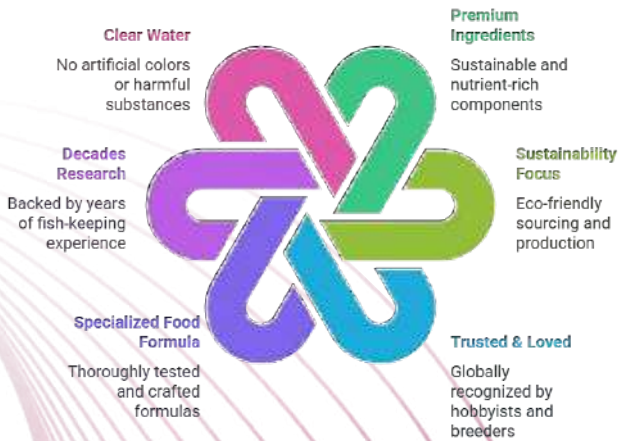 Clear Water
No artificial colors
or harmful
substances
Premium
Ingredients
Sustainable and
nutrient-rich
components
Decades
Research
Backed by years
of fish-keeping
experience
Sustainability
Focus
Eco-friendly
sourcing and
production
Specialized Food
Formula
Thoroughly tested
and crafted
formulas
Trusted & Loved
Globally
recognized by
hobbyists and
breeders